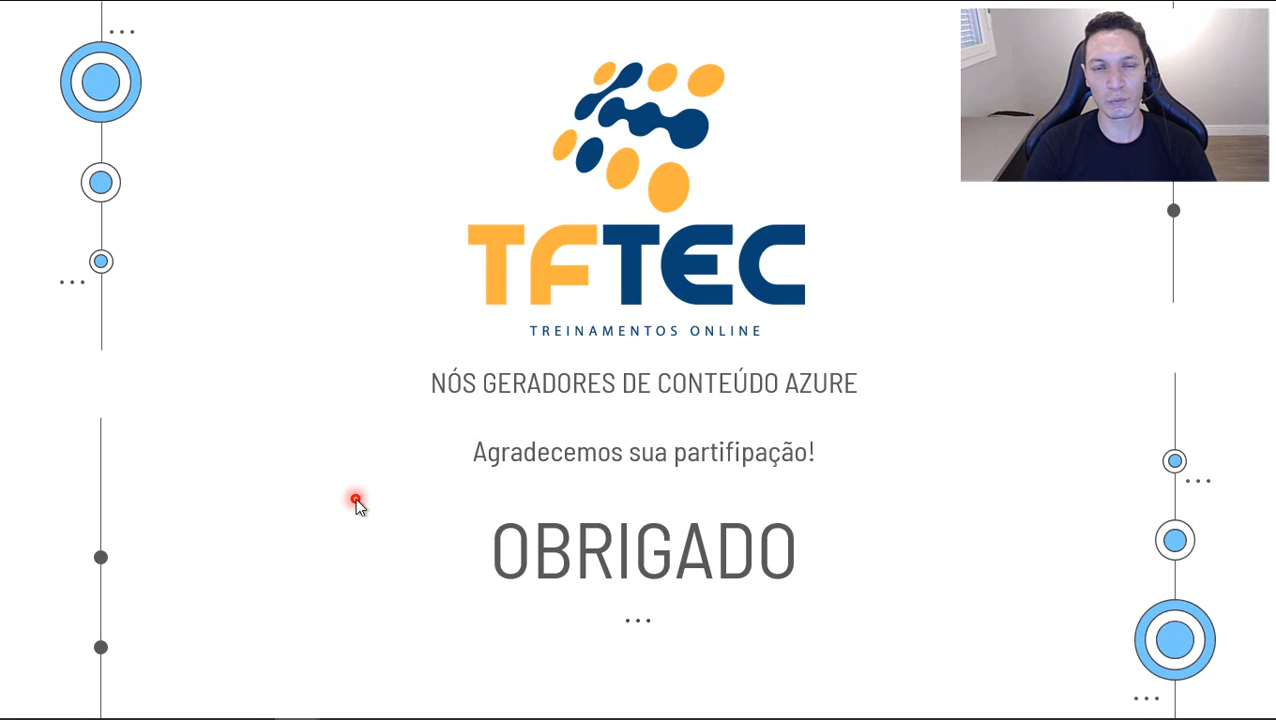 TFTEC
TREINAMENTOS ONLINE
NÓS GERADORES DE CONTEÚDO AZURE
Agradecemos sua partifipação!
OBRIGADO